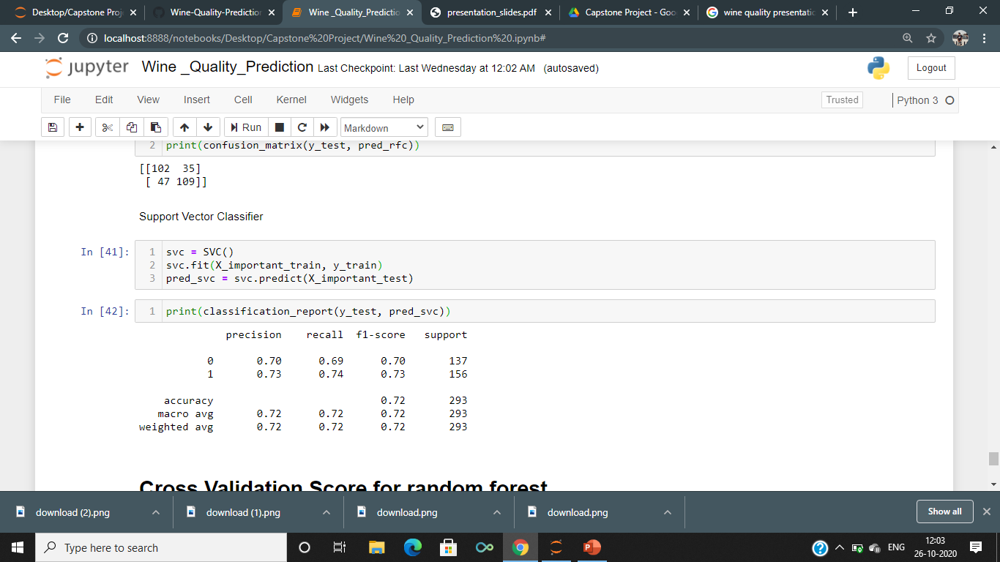 Desktop/Capstone Proj
Wine-Quality-Prediction
Wine _Quality_Predictio
presentation_slides.pdf
Capstone Project - Goo
wine quality presentatio
localhost:8888/notebooks/Desktop/Capstone%20Project/Wine%20_Quality_Prediction%20.ipynb#
jupyter Wine _Quality_Prediction Last Checkpoint: Last Wednesday at 12:02 AM (autosaved)
Logout
File Edit View Insert Cell Kernel Widgets Help
Trusted
Python 3
Run
Markdown
2 print(confusion_matrix(y_test, pred_rfc))
[[102 35]
[ 47 109]]
Support Vector Classifier
In [41]:
1 svc = SVC()
2 svc.fit(X_important_train, y_train)
3 pred_svc = svc.predict(X_important_test)
In [42]:
1 print(classification_report(y_test, pred_svc))
precision recall f1-score support
0 0.70 0.69 0.70 137
1 0.73 0.74 0.73 156
accuracy 0.72 293
macro avg 0.72 0.72 0.72 293
weighted avg 0.72 0.72 0.72 293
Cross Validation Score for random forest
download (2).png
download (1).png
download.png
download.png
Show all
Type here to search
ENG
12:03
26-10-2020